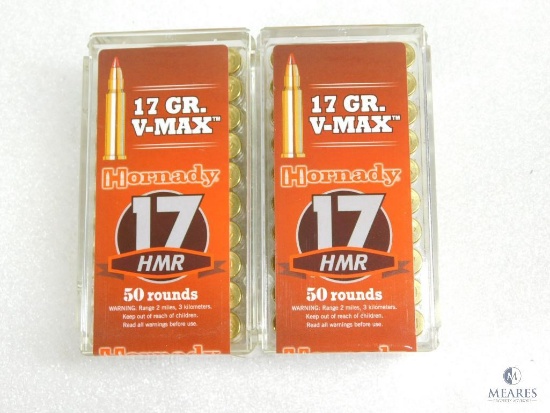 17 GR.
V-MAX™
Hornady
17
HMR
50 rounds
WARNING: Range 2 miles, 3 kilometers.
Keep out of reach of children.
Read all warnings before use.
Hornady
17 GR.
V-MAX™
Hornady
17
HMR
50 rounds
WARNING: Range 2 miles, 3 kilometers.
Keep out of reach of children.
Read all warnings before use.
Hornady
MEARES